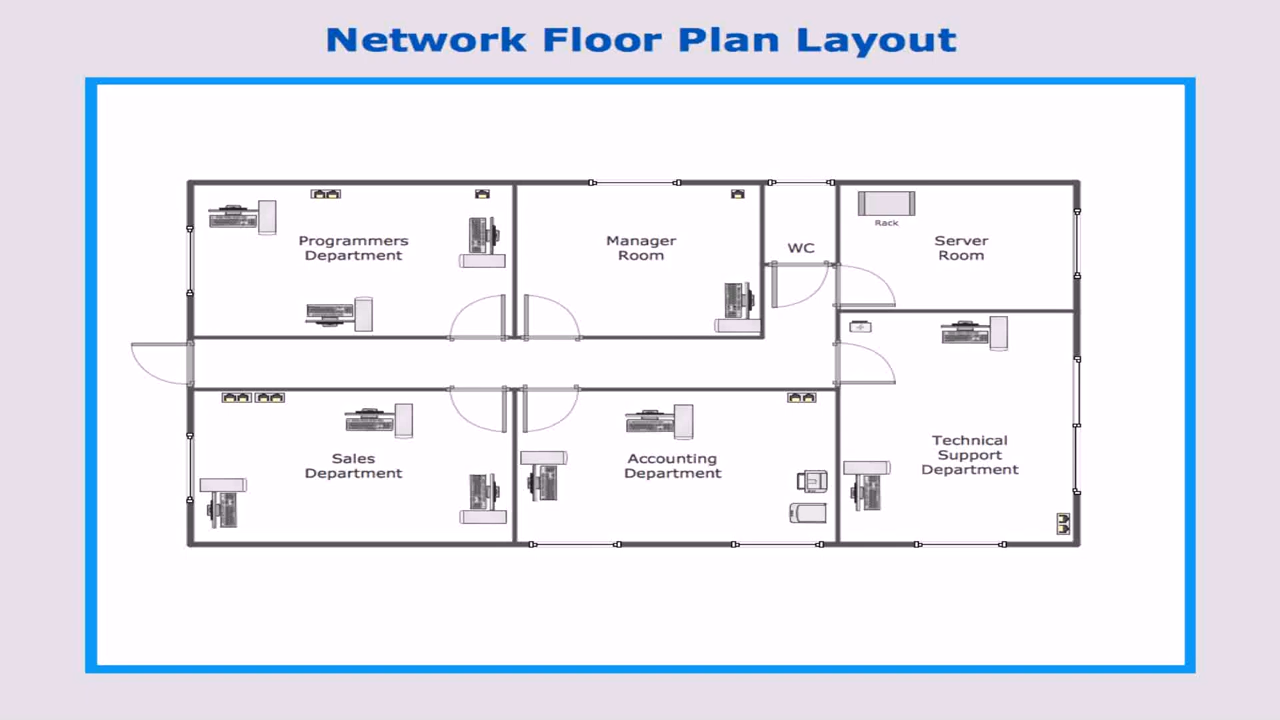 Network Floor Plan Layout
Programmers
Department
Manager
Room
WC
Rack
Server
Room
Sales
Department
Accounting
Department
Technical
Support
Department